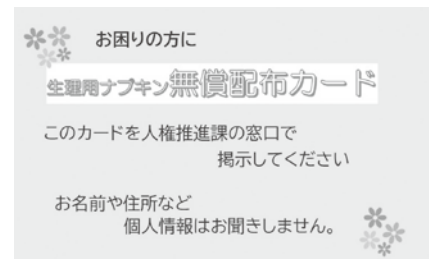 お困りの方に
生理用ナプキン無償配布カード
このカードを人権推進課の窓口で
掲示してください
お名前や住所など
個人情報はお聞きしません。